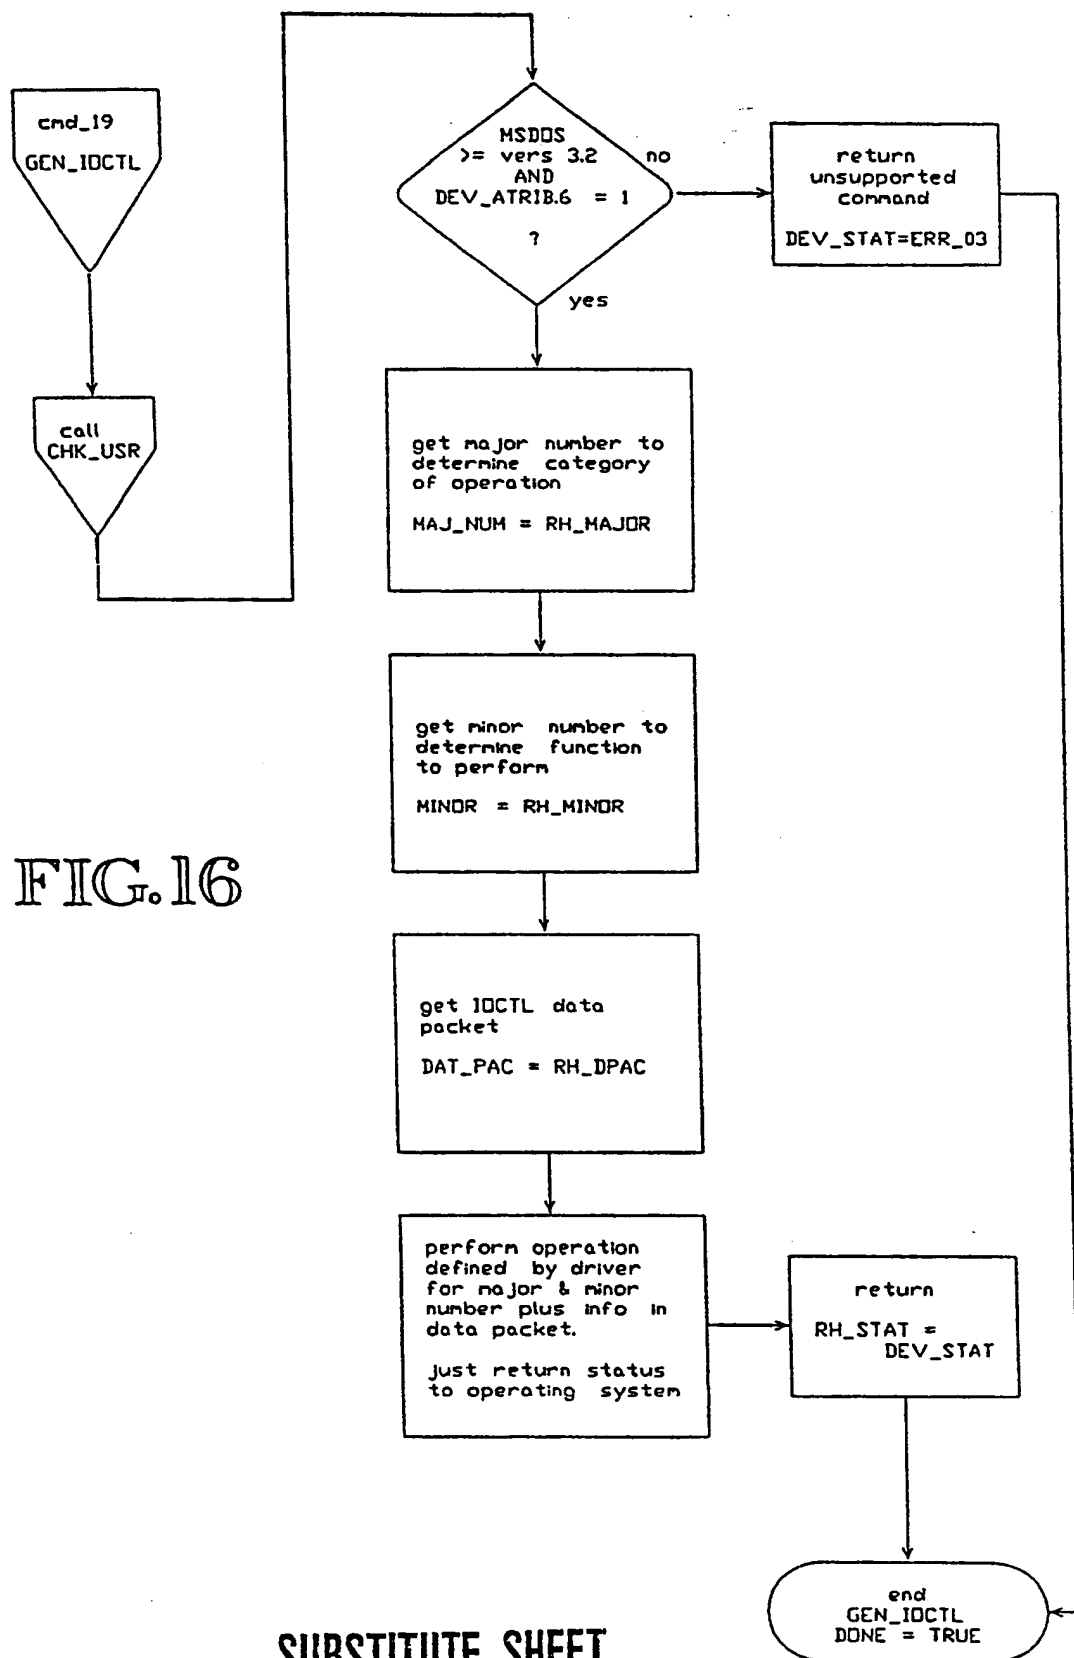 cmd_19
GEN_IOCTL
call
CHK_USR
MSDOS
>= vers 3.2
AND
DEV_ATRIB.6 = 1
?
no
yes
return
unsupported
command
DEV_STAT=ERR_03
get major number to
determine category
of operation
MAJ_NUM = RH_MAJOR
get minor number to
determine function
to perform
MINOR = RH_MINOR
FIG. 16
get IOCTL data
packet
DAT_PAC = RH_DPAC
perform operation
defined by driver
for major & minor
number plus info in
data packet.
just return status
to operating system
return
RH_STAT =
DEV_STAT
end
GEN_IOCTL
DONE = TRUE
SUBSTITUTE SHEET